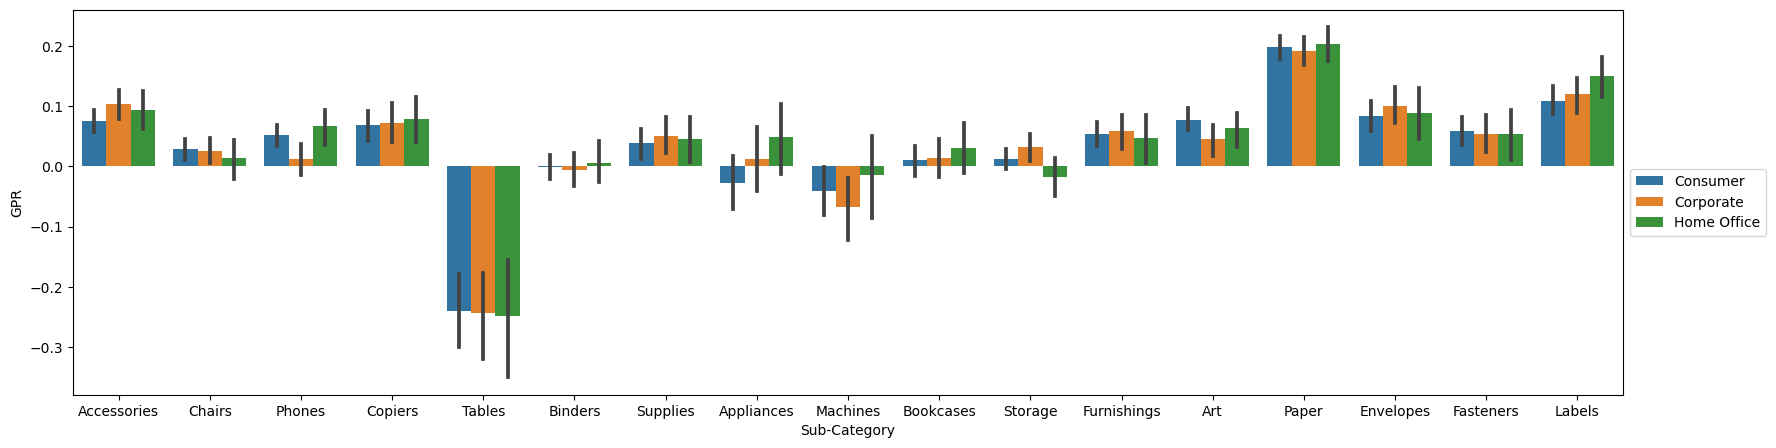 0.2
0.1
0.0
−0.1
−0.2
−0.3
GPR
Accessories Chairs Phones Copiers Tables Binders Supplies Appliances Machines Bookcases Storage Furnishings Art Paper Envelopes Fasteners Labels
Sub-Category
Consumer
Corporate
Home Office